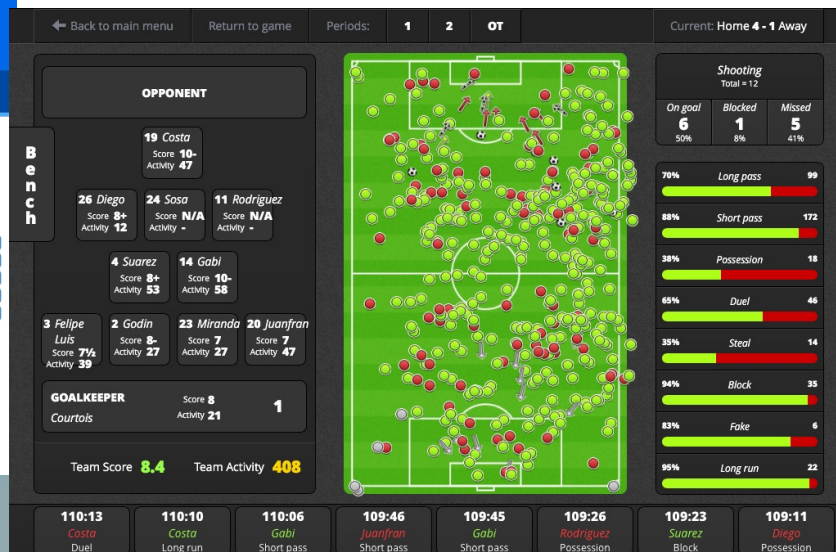 Back to main menu
Return to game
Periods: 1 2 OT
Current: Home 4 - 1 Away
Bench
OPPONENT
19 Costa
Score 10-
Activity 47
26 Diego
Score 8+
Activity 12
24 Sosa
Score N/A
Activity -
11 Rodriguez
Score N/A
Activity -
4 Suarez
Score 8+
Activity 53
14 Gabi
Score 10-
Activity 58
3 Felipe
Luis
Score 7½
Activity 39
2 Godin
Score 8-
Activity 27
23 Miranda
Score 7
Activity 27
20 Juanfran
Score 7
Activity 47
GOALKEEPER
Courtois
Score 8
Activity 21
1
Team Score 8.4 Team Activity 408
Shooting
Total = 12
On goal Blocked Missed
6 1 5
50% 8% 41%
70% Long pass 99
88% Short pass 172
38% Possession 18
65% Duel 46
35% Steal 14
94% Block 35
83% Fake 6
95% Long run 22
110:13
Costa
Duel
110:10
Costa
Long run
110:06
Gabi
Short pass
109:46
Juanfran
Short pass
109:45
Gabi
Short pass
109:26
Rodriguez
Possession
109:23
Suarez
Block
109:11
Diego
Possession